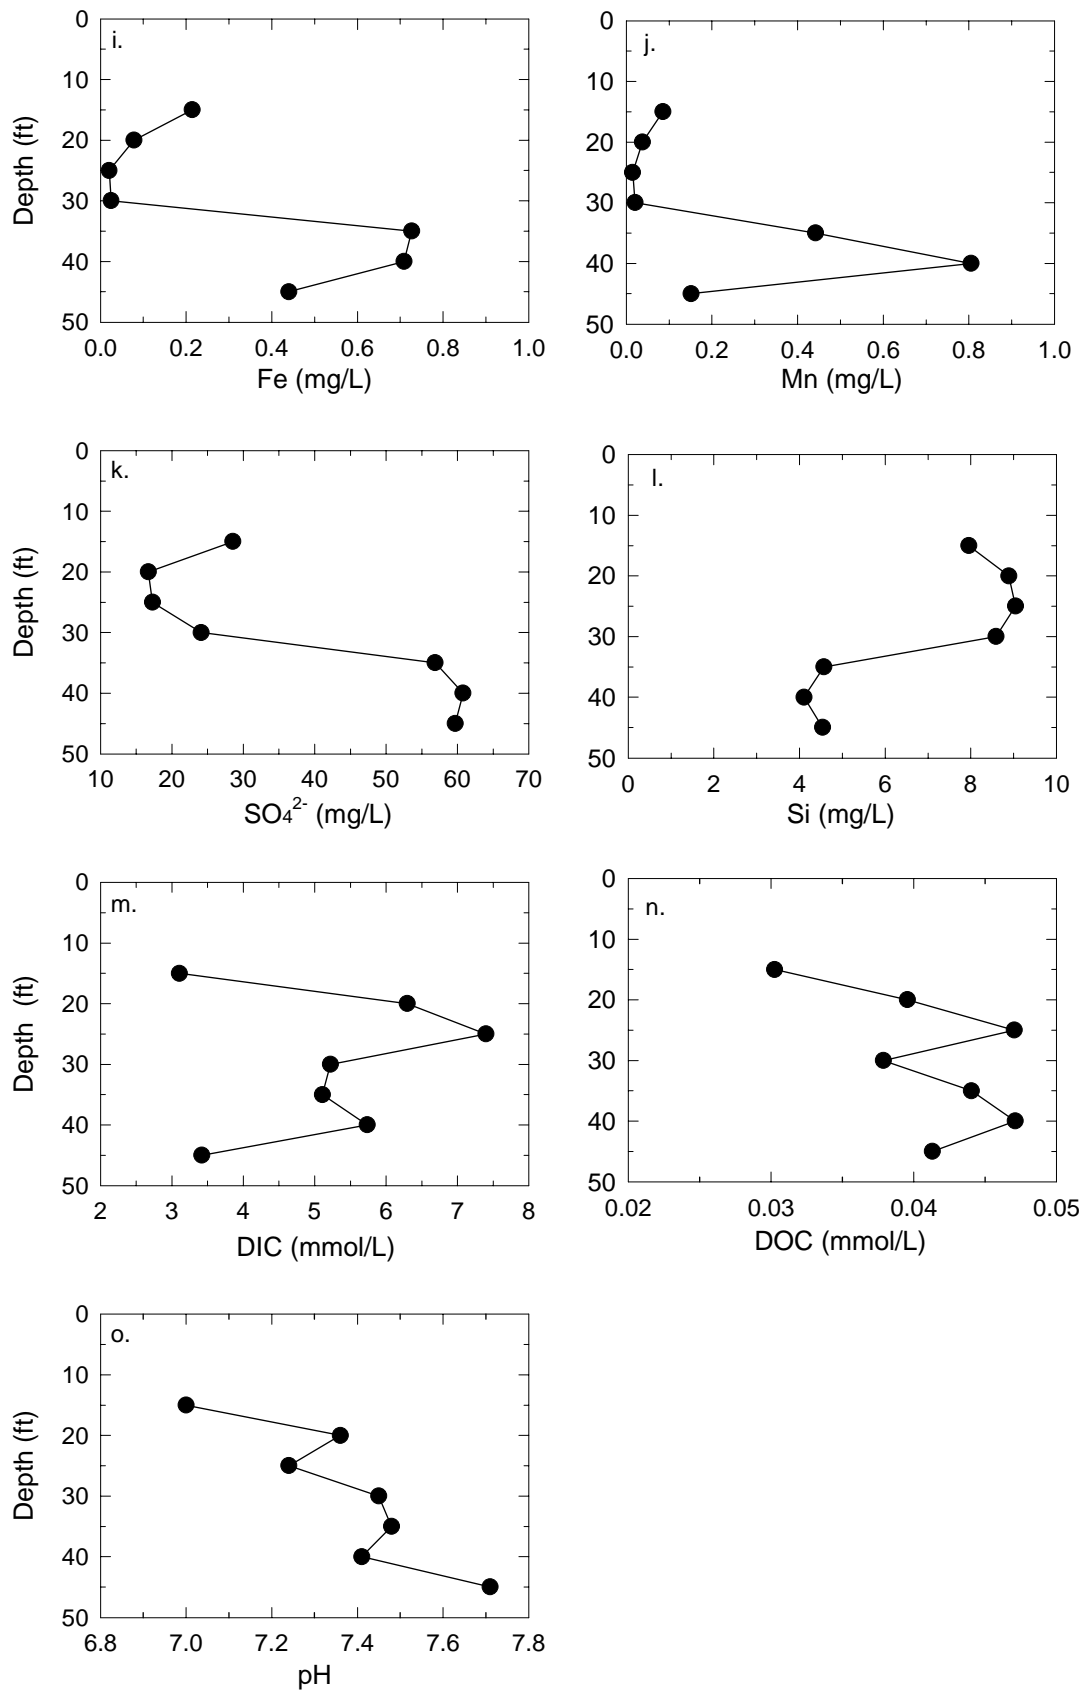 i.
Depth (ft)
0
10
20
30
40
50
0.0 0.2 0.4 0.6 0.8 1.0
Fe (mg/L)
j.
0
10
20
30
40
50
0.0 0.2 0.4 0.6 0.8 1.0
Mn (mg/L)
k.
Depth (ft)
0
10
20
30
40
50
10 20 30 40 50 60 70
SO₄²⁻ (mg/L)
l.
0
10
20
30
40
50
0 2 4 6 8 10
Si (mg/L)
m.
Depth (ft)
0
10
20
30
40
50
2 3 4 5 6 7 8
DIC (mmol/L)
n.
0
10
20
30
40
50
0.02 0.03 0.04 0.05
DOC (mmol/L)
o.
Depth (ft)
0
10
20
30
40
50
6.8 7.0 7.2 7.4 7.6 7.8
pH